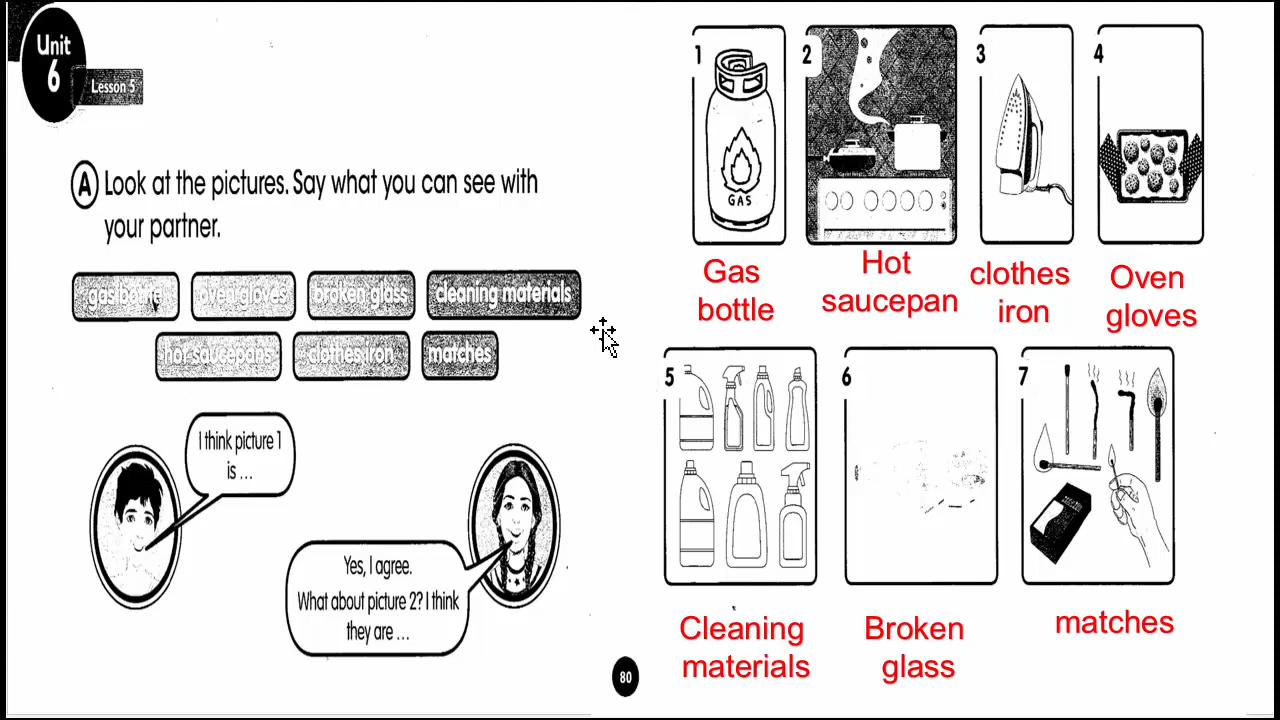 Unit
6
Lesson 5
A Look at the pictures. Say what you can see with
your partner.
gas bottle oven gloves broken glass cleaning materials
hot saucepans clothes iron matches
I think picture 1
is ...
Yes, I agree.
What about picture 2? I think
they are ...
80
1
GAS
Gas
bottle
2
Hot
saucepan
3
clothes
iron
4
Oven
gloves
5
Cleaning
materials
6
Broken
glass
7
matches